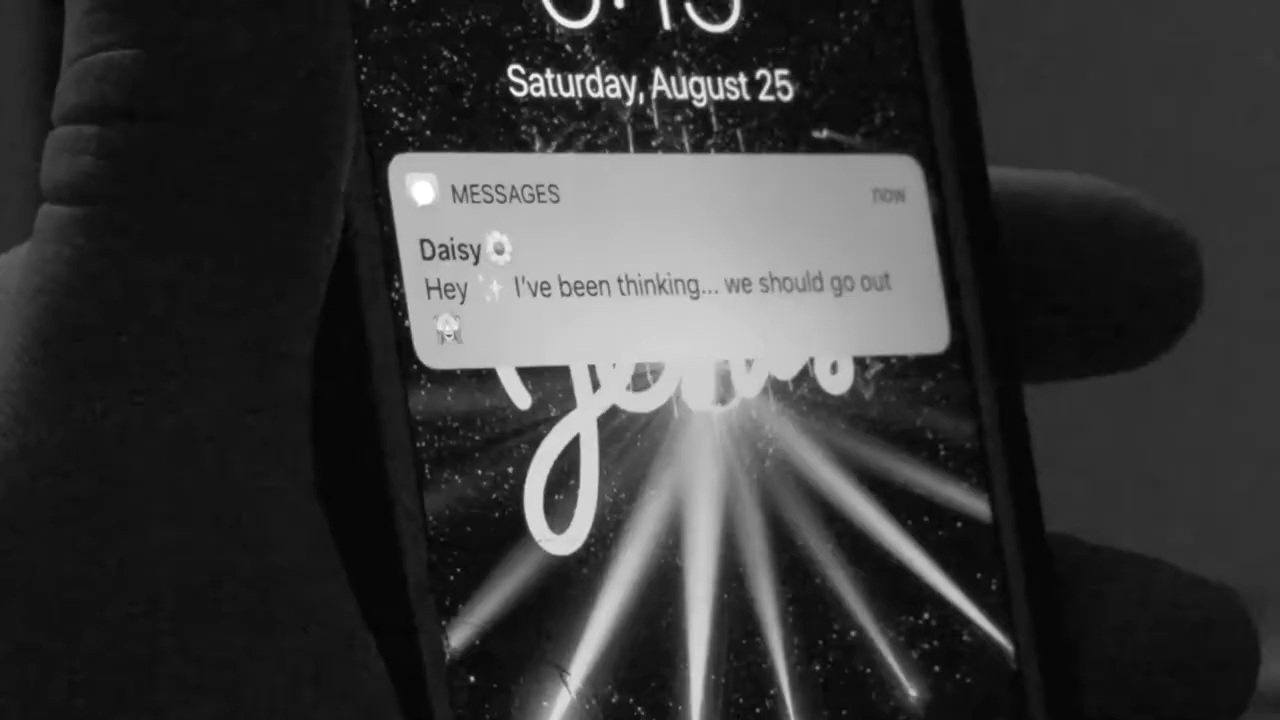 Saturday, August 25
MESSAGES
now
Daisy🌼
Hey ✨ I've been thinking... we should go out
🙈